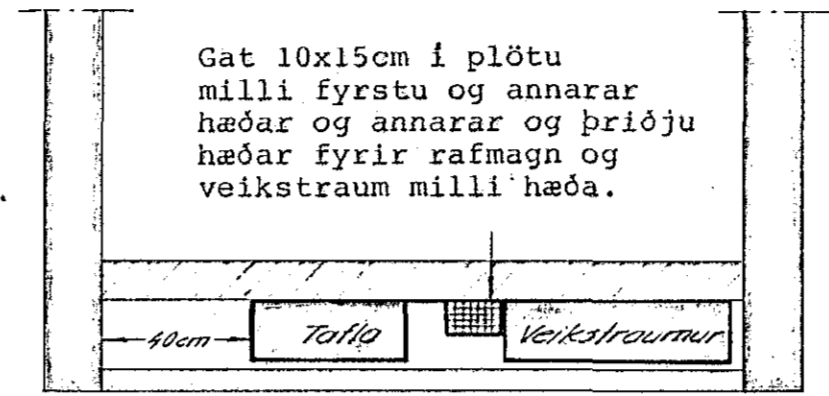 Gat 10x15cm í plötu
milli fyrstu og annarar
hæðar og annarar og þriðju
hæðar fyrir rafmagn og
veikstraum milli hæða.
40cm
Tafla
Veikstraumur